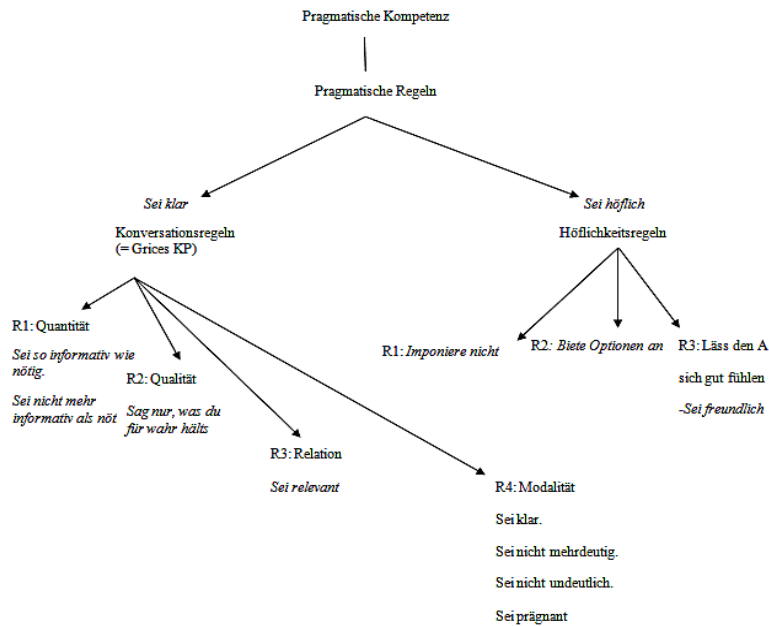 Pragmatische Kompetenz
Pragmatische Regeln
Sei klar
Konversationsregeln
(= Grices KP)
Sei höflich
Höflichkeitsregeln
R1: Quantität
Sei so informativ wie
nötig.
Sei nicht mehr
informativ als nöt
R2: Qualität
Sag nur, was du
für wahr hälts
R3: Relation
Sei relevant
R4: Modalität
Sei klar.
Sei nicht mehrdeutig.
Sei nicht undeutlich.
Sei prägnant
R1: Imponiere nicht
R2: Biete Optionen an
R3: Läss den A
sich gut fühlen
-Sei freundlich